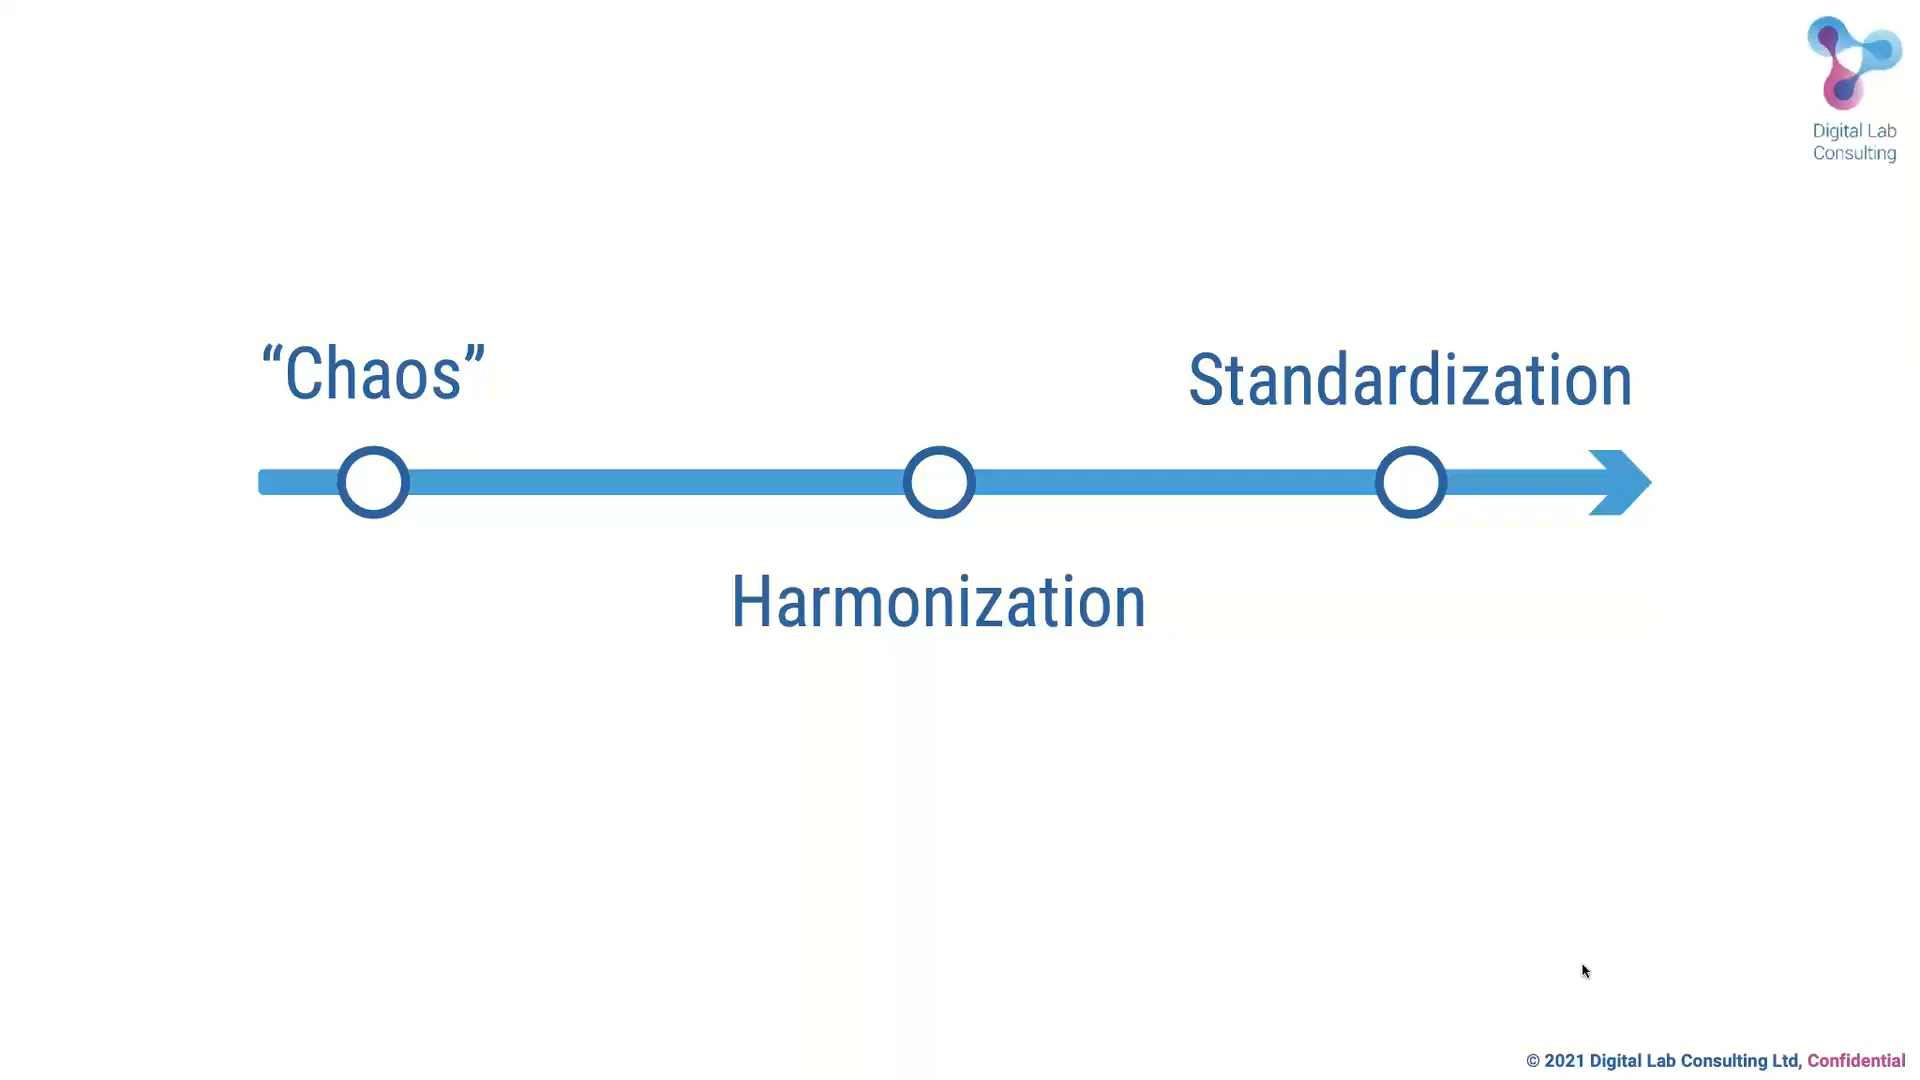 Digital Lab
Consulting
“Chaos”
Standardization
Harmonization
© 2021 Digital Lab Consulting Ltd, Confidential